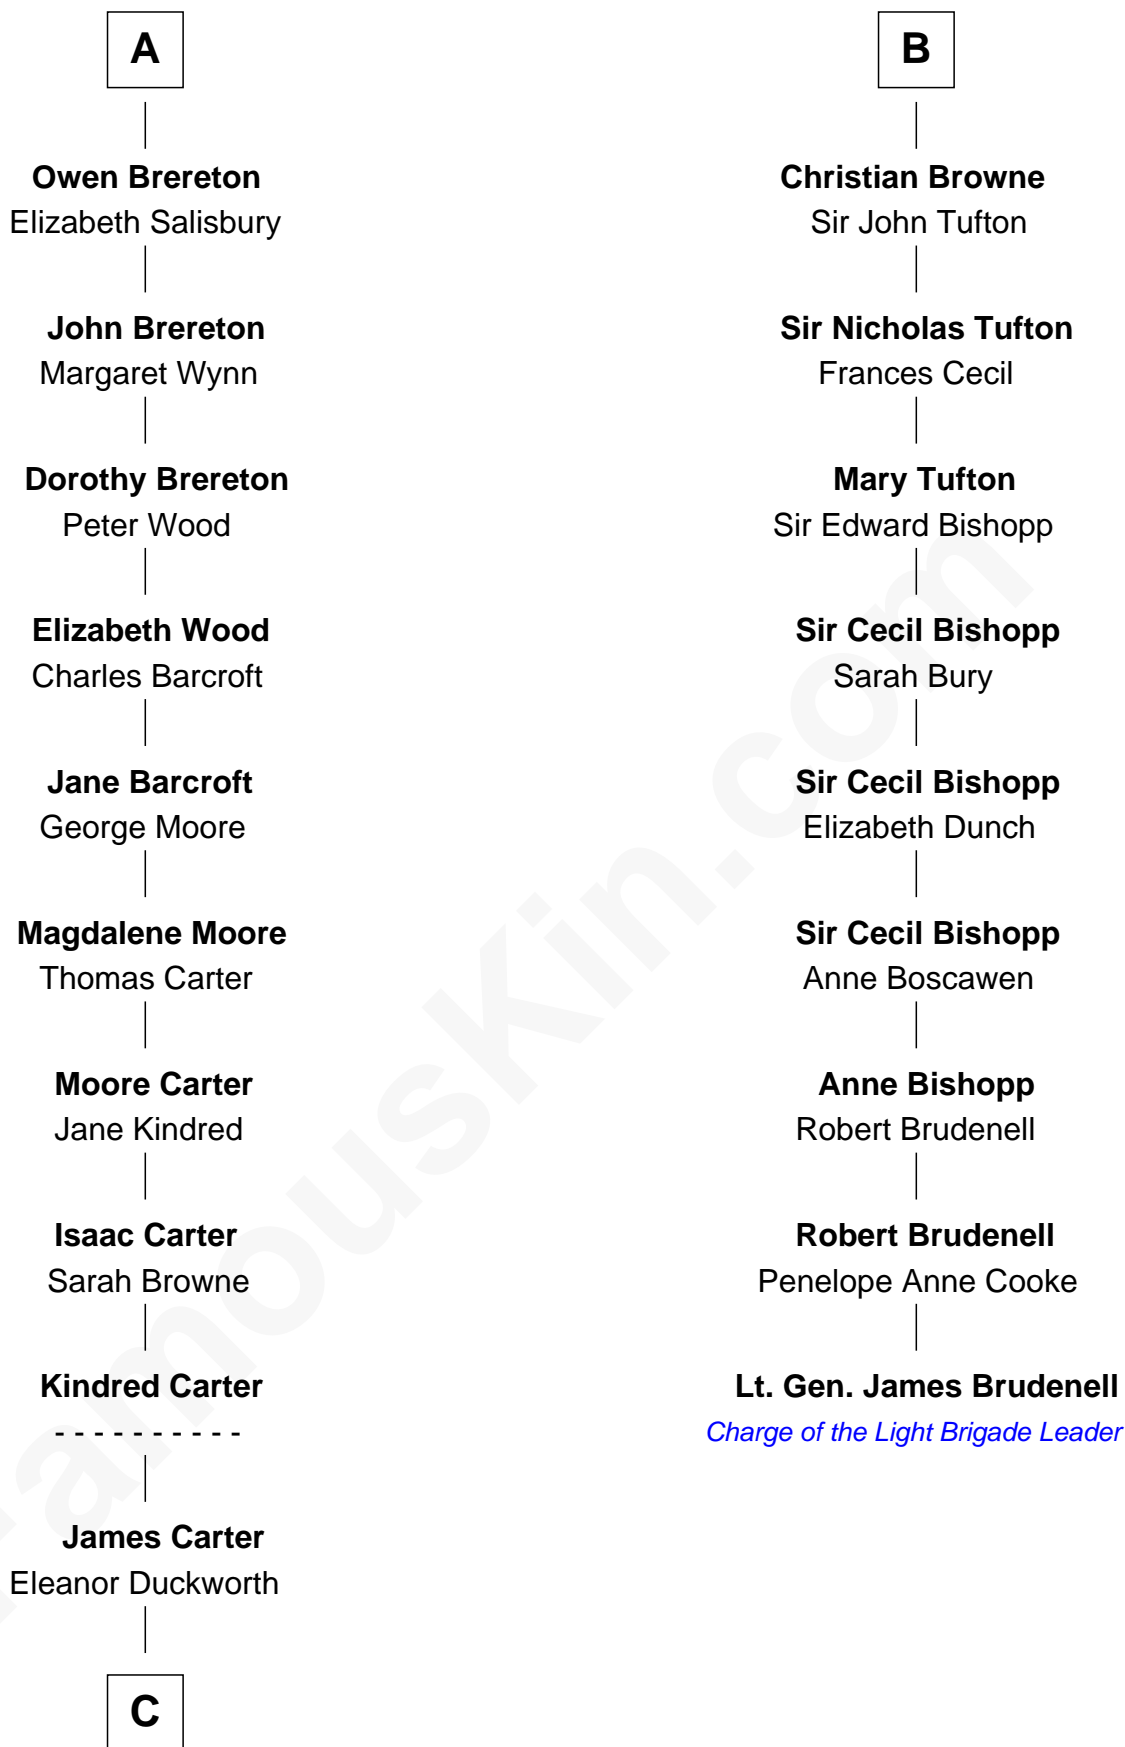 A
Owen Brereton
Elizabeth Salisbury
John Brereton
Margaret Wynn
Dorothy Brereton
Peter Wood
Elizabeth Wood
Charles Barcroft
Jane Barcroft
George Moore
Magdalene Moore
Thomas Carter
Moore Carter
Jane Kindred
Isaac Carter
Sarah Browne
Kindred Carter
- - - - - - - - - -
James Carter
Eleanor Duckworth
C
B
Christian Browne
Sir John Tufton
Sir Nicholas Tufton
Frances Cecil
Mary Tufton
Sir Edward Bishopp
Sir Cecil Bishopp
Sarah Bury
Sir Cecil Bishopp
Elizabeth Dunch
Sir Cecil Bishopp
Anne Boscawen
Anne Bishopp
Robert Brudenell
Robert Brudenell
Penelope Anne Cooke
Lt. Gen. James Brudenell
Charge of the Light Brigade Leader
FamousKin.com